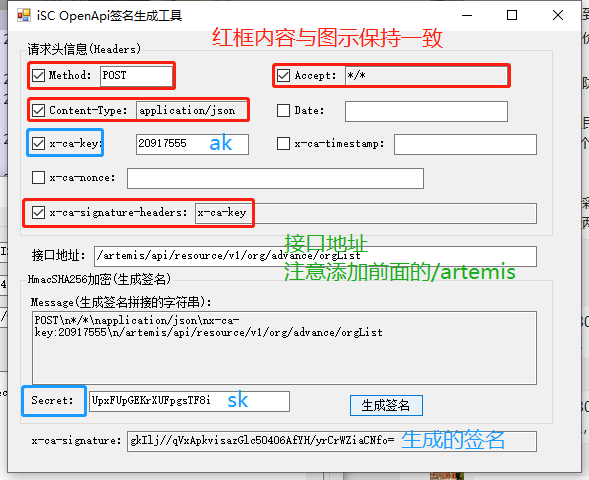 iSC OpenApi签名生成工具
红框内容与图示保持一致
请求头信息(Headers)
Method: POST
Accept: */*
Content-Type: application/json
Date:
x-ca-key: 20917555 ak
x-ca-timestamp:
x-ca-nonce:
x-ca-signature-headers: x-ca-key
接口地址: /artemis/api/resource/v1/org/advance/orgList
接口地址
注意添加前面的/artemis
HmacSHA256加密(生成签名)
Message(生成签名拼接的字符串):
POST\n*/*\napplication/json\nx-ca-
key:20917555\n/artemis/api/resource/v1/org/advance/orgList
Secret: UpxFUpGEKrXUFpgsTF8i sk
生成签名
x-ca-signature: gkIlj//qVxApkvisazGlc50406AfYH/yrCrWZiaCNfo= 生成的签名